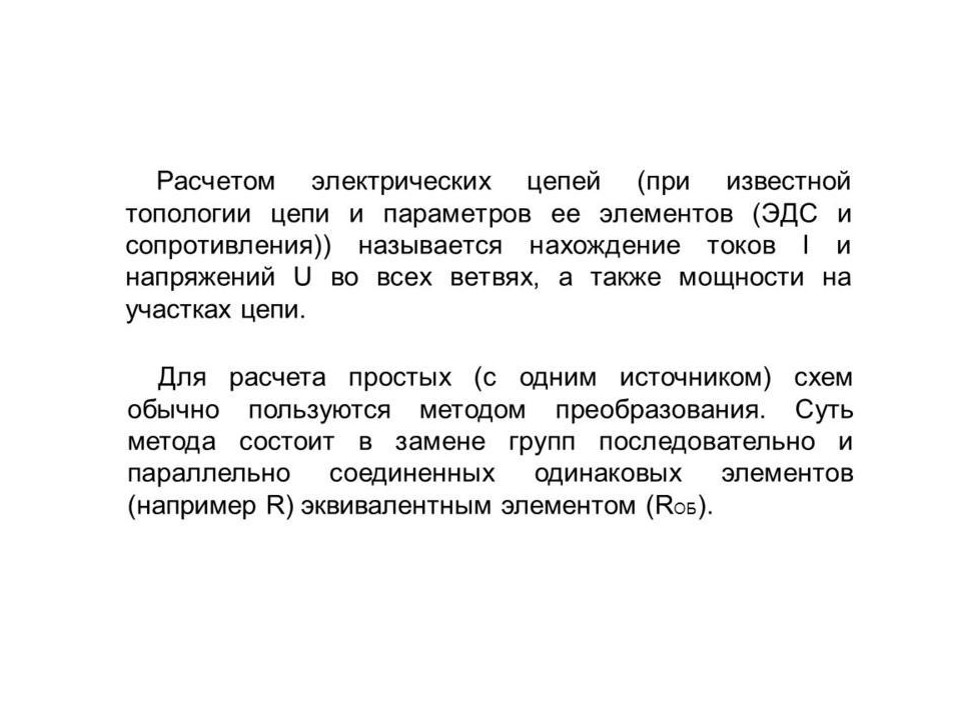 Расчетом электрических цепей (при известной
топологии цепи и параметров ее элементов (ЭДС и
сопротивления)) называется нахождение токов I и
напряжений U во всех ветвях, а также мощности на
участках цепи.
Для расчета простых (с одним источником) схем
обычно пользуются методом преобразования. Суть
метода состоит в замене групп последовательно и
параллельно соединенных одинаковых элементов
(например R) эквивалентным элементом (RОБ).